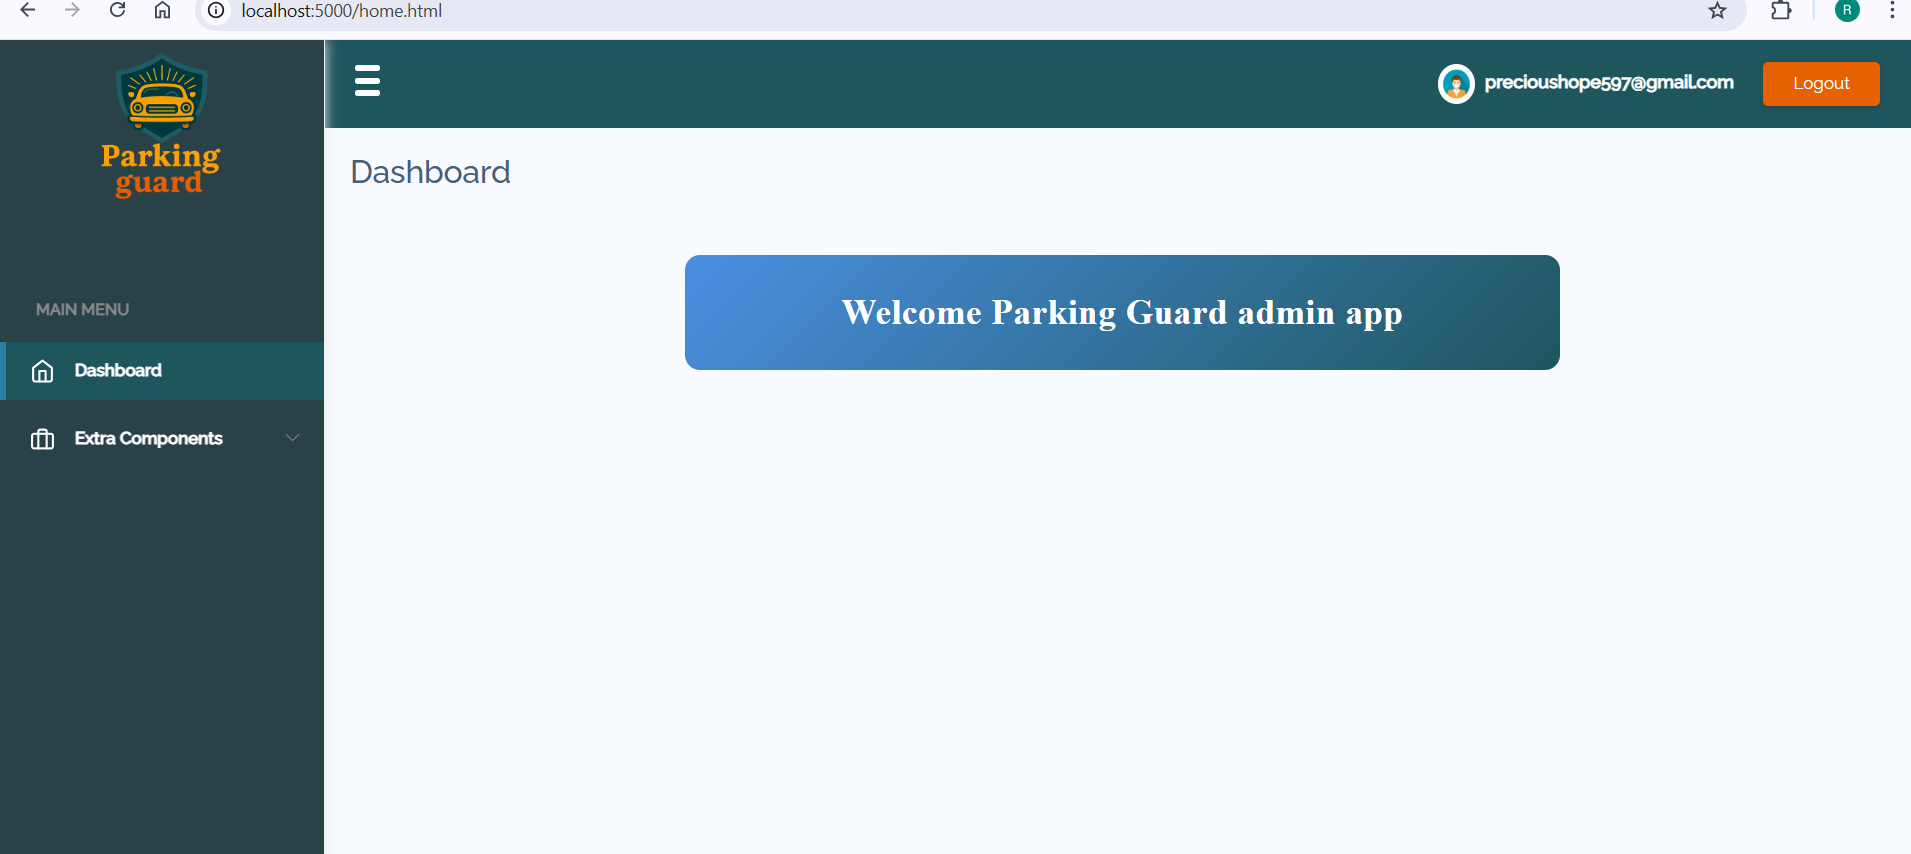 localhost:5000/home.html
R
Parking
guard
precioushope597@gmail.com
Logout
Dashboard
Welcome Parking Guard admin app
MAIN MENU
Dashboard
Extra Components